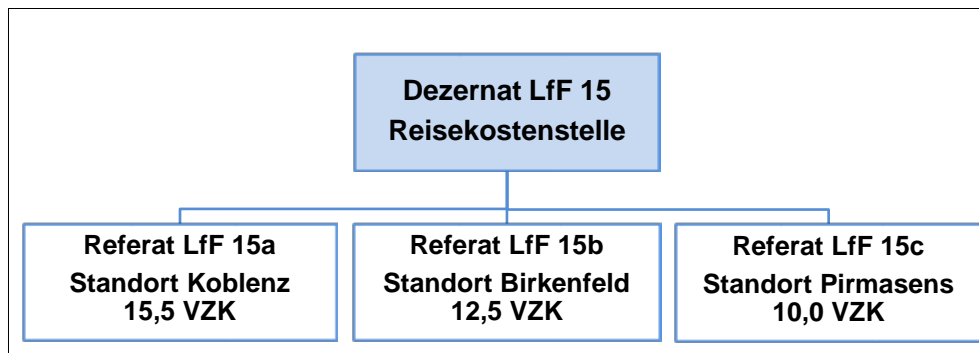 Dezernat LfF 15
Reisekostenstelle
Referat LfF 15a
Standort Koblenz
15,5 VZK
Referat LfF 15b
Standort Birkenfeld
12,5 VZK
Referat LfF 15c
Standort Pirmasens
10,0 VZK